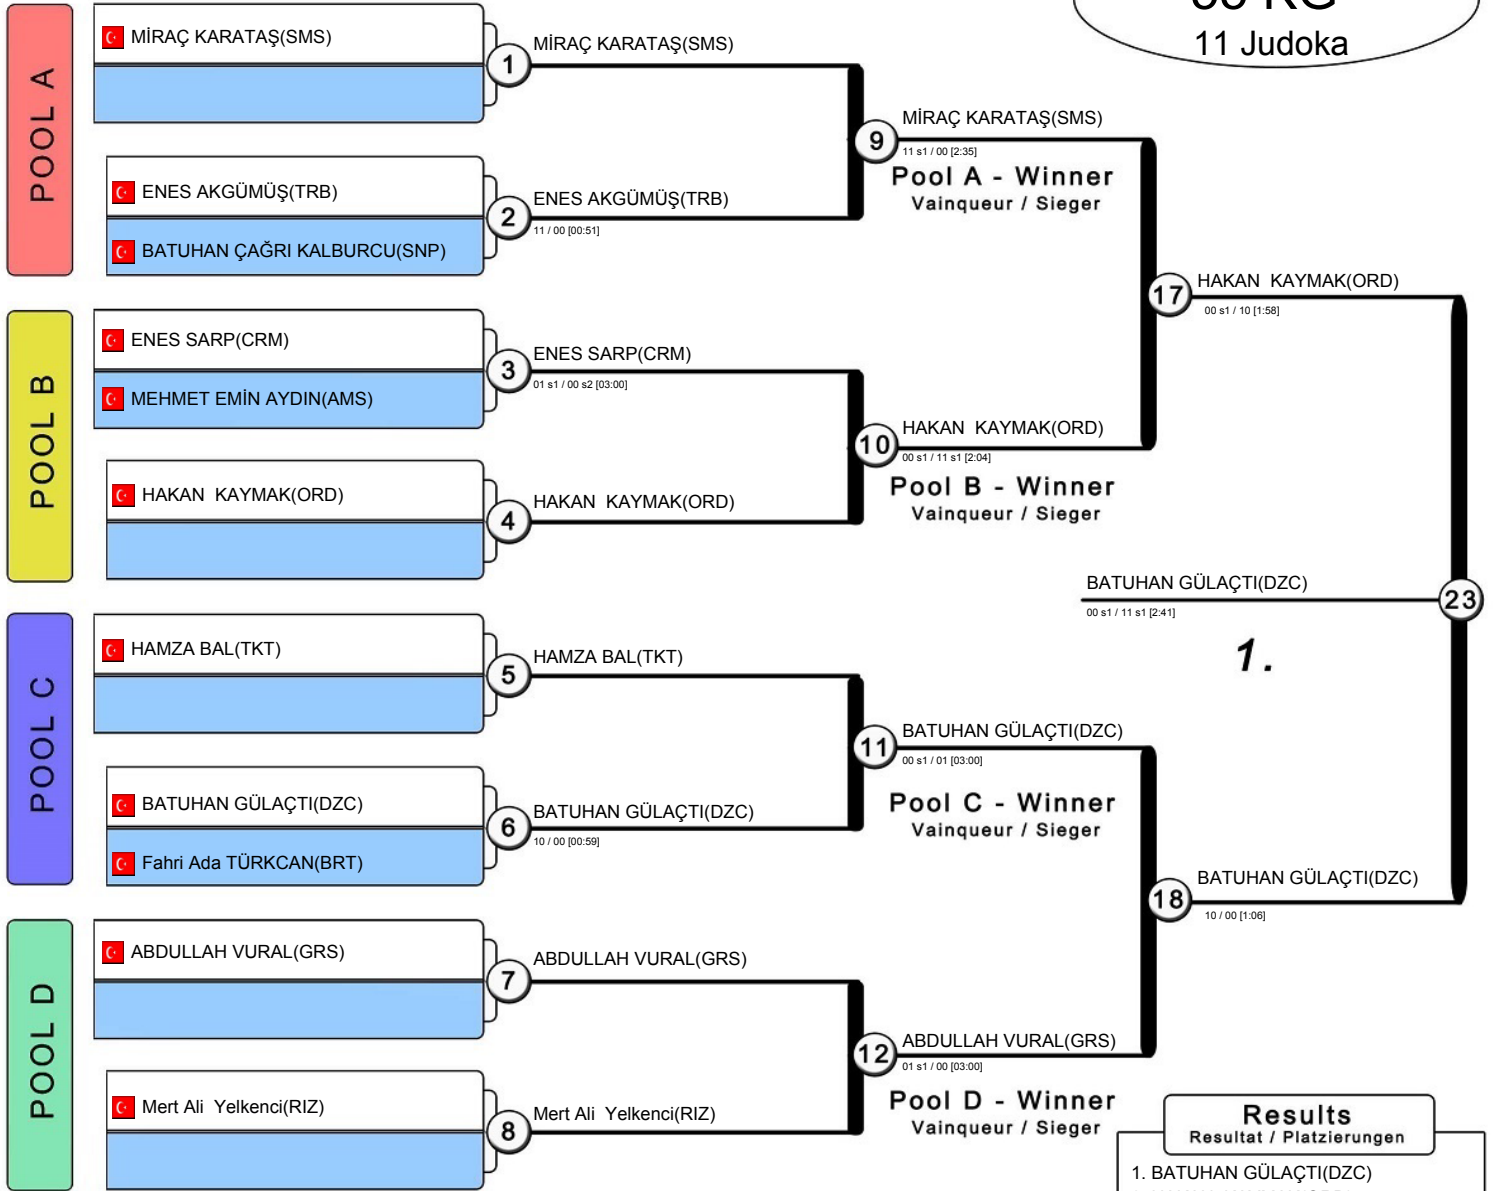 11 Judoka
POOL A
MİRAÇ KARATAŞ(SMS)
1
MİRAÇ KARATAŞ(SMS)
ENES AKGÜMÜŞ(TRB)
BATUHAN ÇAĞRI KALBURCU(SNP)
2
ENES AKGÜMÜŞ(TRB)
11 / 00 [00:51]
9
MİRAÇ KARATAŞ(SMS)
11 s1 / 00 [2:35]
Pool A - Winner
Vainqueur / Sieger
POOL B
ENES SARP(CRM)
MEHMET EMİN AYDIN(AMS)
3
ENES SARP(CRM)
01 s1 / 00 s2 [03:00]
HAKAN  KAYMAK(ORD)
4
HAKAN  KAYMAK(ORD)
10
HAKAN  KAYMAK(ORD)
00 s1 / 11 s1 [2:04]
Pool B - Winner
Vainqueur / Sieger
17
HAKAN  KAYMAK(ORD)
00 s1 / 10 [1:58]
POOL C
HAMZA BAL(TKT)
5
HAMZA BAL(TKT)
BATUHAN GÜLAÇTI(DZC)
Fahri Ada TÜRKCAN(BRT)
6
BATUHAN GÜLAÇTI(DZC)
10 / 00 [00:59]
11
BATUHAN GÜLAÇTI(DZC)
00 s1 / 01 [03:00]
Pool C - Winner
Vainqueur / Sieger
POOL D
ABDULLAH VURAL(GRS)
7
ABDULLAH VURAL(GRS)
Mert Ali  Yelkenci(RIZ)
8
Mert Ali  Yelkenci(RIZ)
12
ABDULLAH VURAL(GRS)
01 s1 / 00 [03:00]
Pool D - Winner
Vainqueur / Sieger
18
BATUHAN GÜLAÇTI(DZC)
10 / 00 [1:06]
BATUHAN GÜLAÇTI(DZC)
23
00 s1 / 11 s1 [2:41]
1.
Results
Resultat / Platzierungen
1. BATUHAN GÜLAÇTI(DZC)